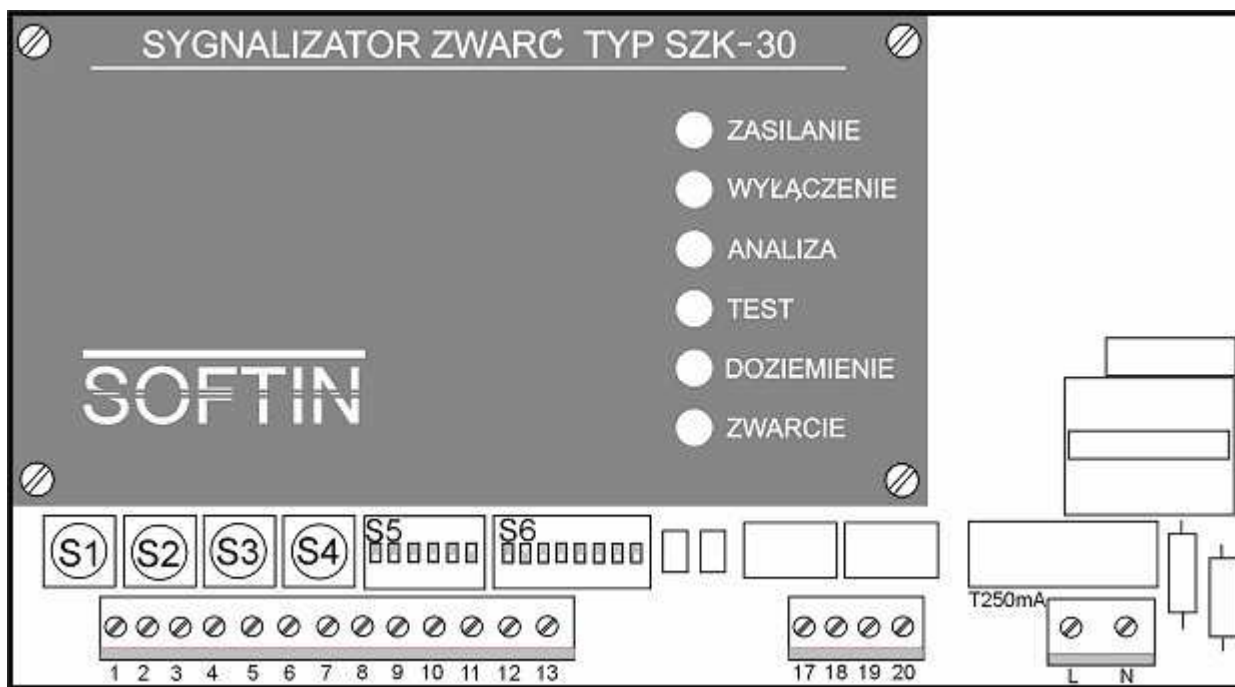 SYGNALIZATOR ZWARĆ TYP SZK-30
ZASILANIE
WYŁĄCZENIE
ANALIZA
TEST
DOZIEMIENIE
ZWARCIE
SOFTIN
S1 S2 S3 S4 S5 S6
T250mA
1 2 3 4 5 6 7 8 9 10 11 12 13 17 18 19 20 L N